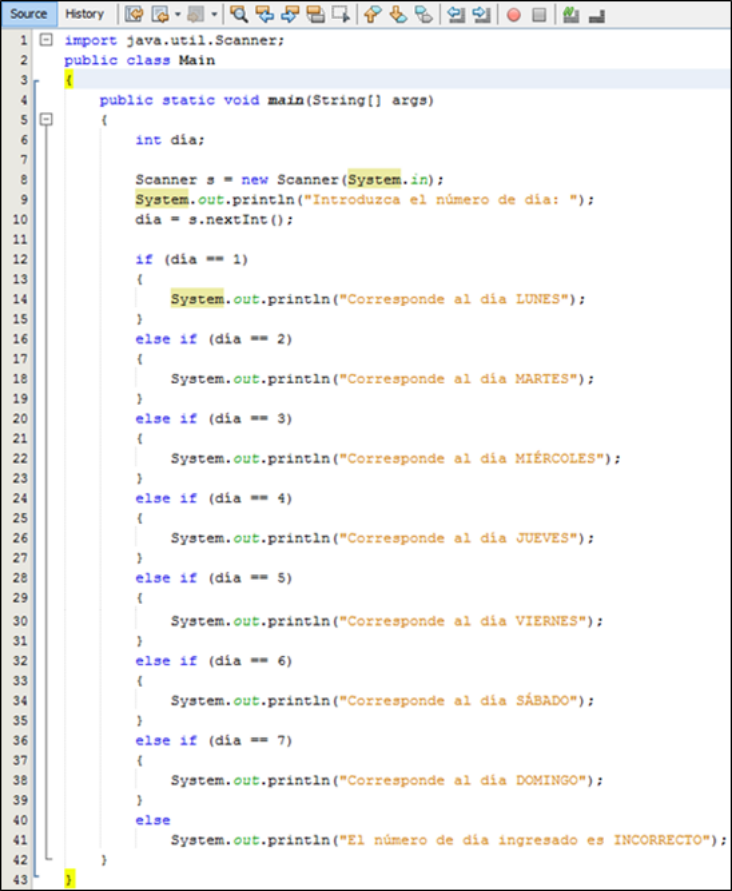 Source History
1 import java.util.Scanner;
2 public class Main
3 {
4 public static void main(String[] args)
5 {
6 int día;
7
8 Scanner s = new Scanner(System.in);
9 System.out.println("Introduzca el número de día: ");
10 día = s.nextInt();
11
12 if (día == 1)
13 {
14 System.out.println("Corresponde al día LUNES");
15 }
16 else if (día == 2)
17 {
18 System.out.println("Corresponde al día MARTES");
19 }
20 else if (día == 3)
21 {
22 System.out.println("Corresponde al día MIÉRCOLES");
23 }
24 else if (día == 4)
25 {
26 System.out.println("Corresponde al día JUEVES");
27 }
28 else if (día == 5)
29 {
30 System.out.println("Corresponde al día VIERNES");
31 }
32 else if (día == 6)
33 {
34 System.out.println("Corresponde al día SÁBADO");
35 }
36 else if (día == 7)
37 {
38 System.out.println("Corresponde al día DOMINGO");
39 }
40 else
41 System.out.println("El número de día ingresado es INCORRECTO");
42 }
43 }